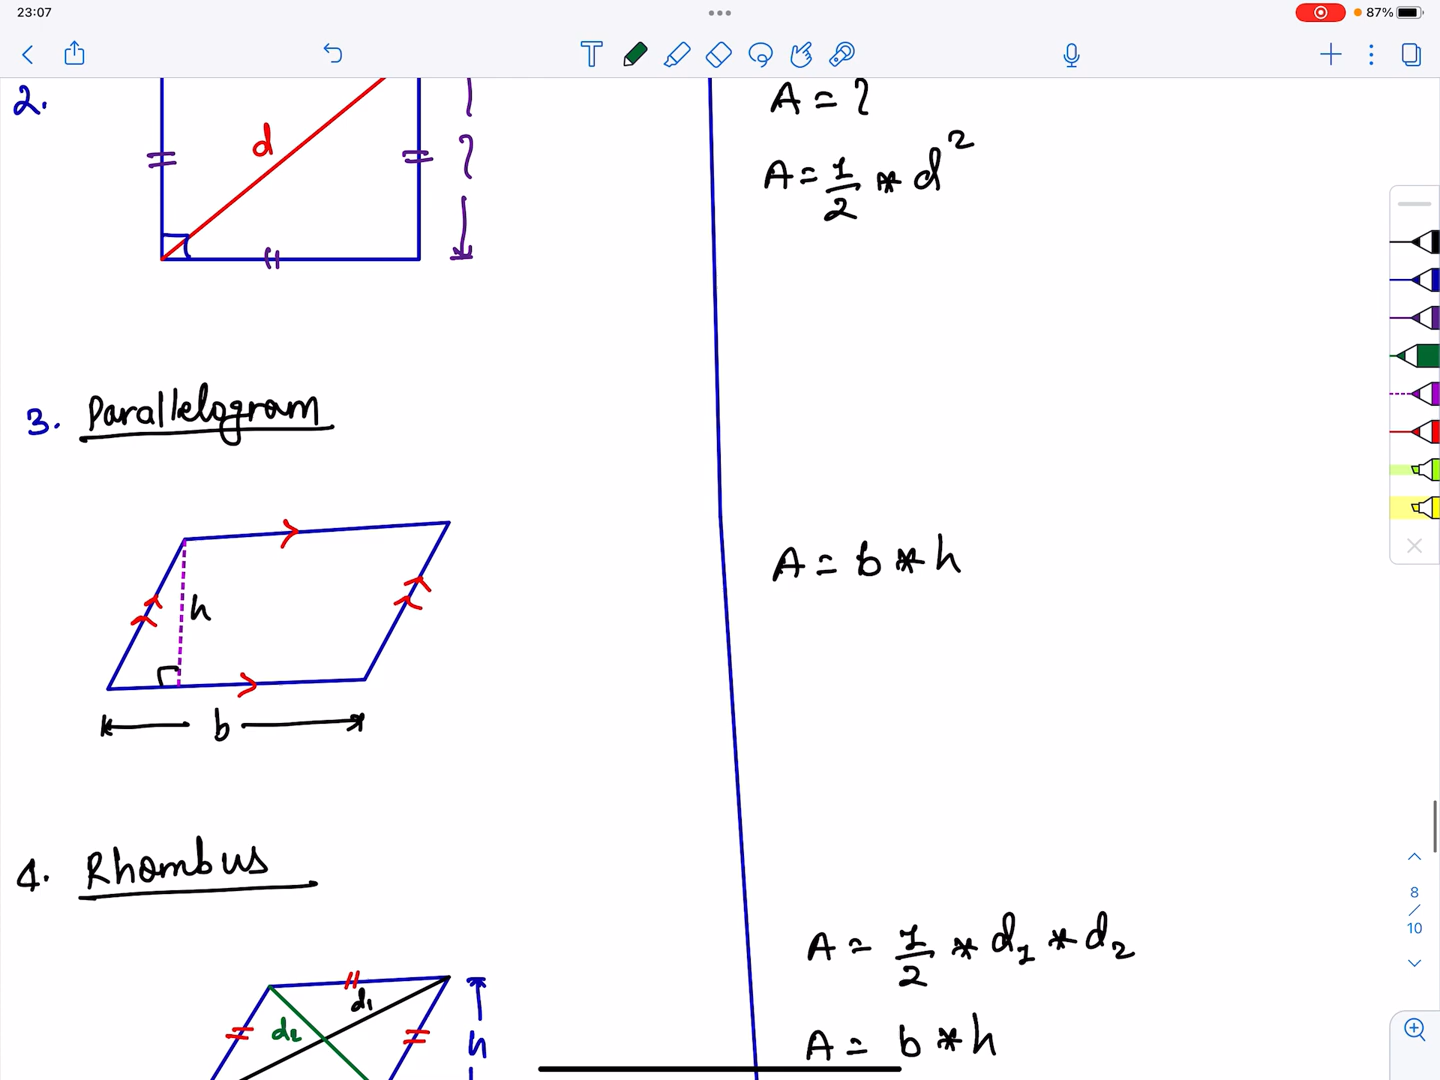 23:07
87%
T
2.
d
?
A = ?
A = 1/2 * d²
3. Parallelogram
h
b
A = b * h
4. Rhombus
d₁
d₂
h
A = 1/2 * d₁ * d₂
A = b * h
8
/
10